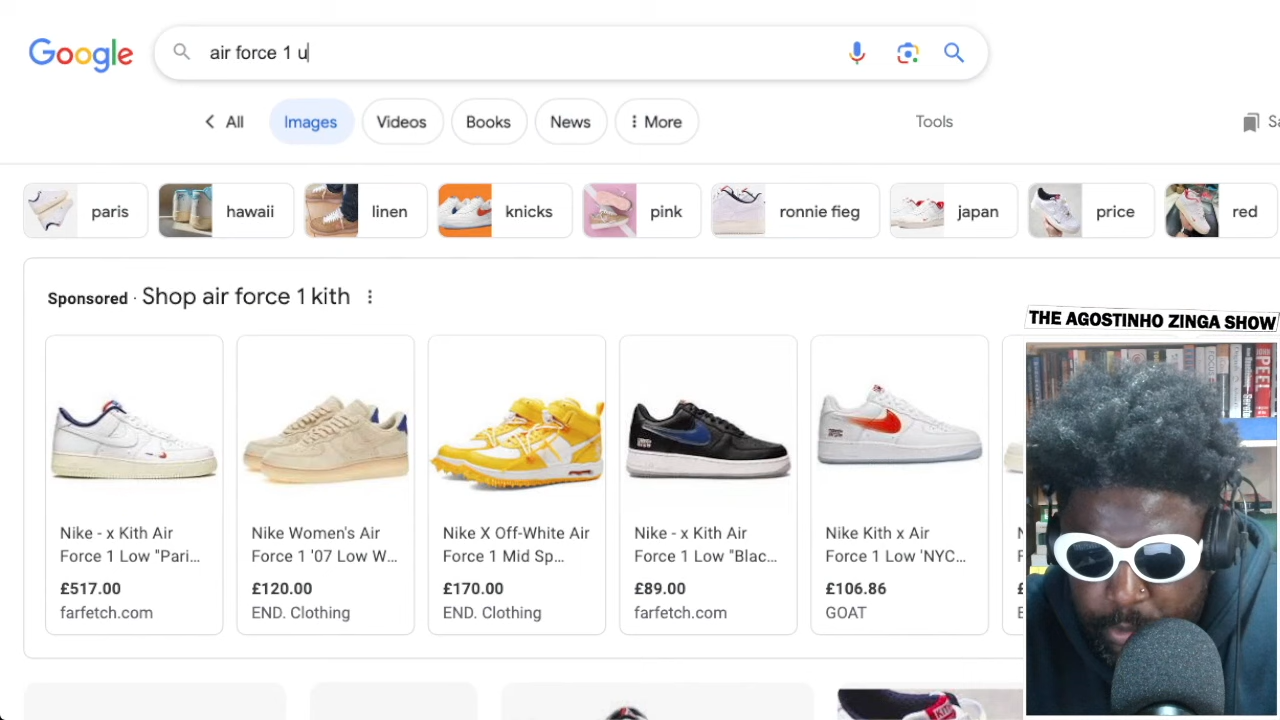 Google
air force 1 u
All
Images
Videos
Books
News
More
Tools
paris
hawaii
linen
knicks
pink
ronnie fieg
japan
price
red
Sponsored · Shop air force 1 kith
Nike - x Kith Air
Force 1 Low "Pari...
£517.00
farfetch.com
Nike Women's Air
Force 1 '07 Low W...
£120.00
END. Clothing
Nike X Off-White Air
Force 1 Mid Sp...
£170.00
END. Clothing
Nike - x Kith Air
Force 1 Low "Blac...
£89.00
farfetch.com
Nike Kith x Air
Force 1 Low 'NYC...
£106.86
GOAT
THE AGOSTINHO ZINGA SHOW
PEEL